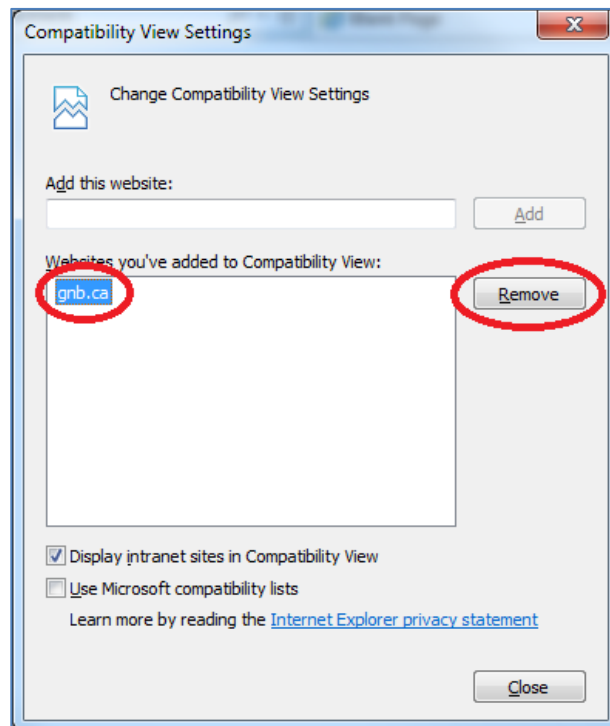 Blank Page
Compatibility View Settings
Change Compatibility View Settings
Add this website:
Add
Websites you've added to Compatibility View:
gnb.ca
Remove
Display intranet sites in Compatibility View
Use Microsoft compatibility lists
Learn more by reading the Internet Explorer privacy statement
Close